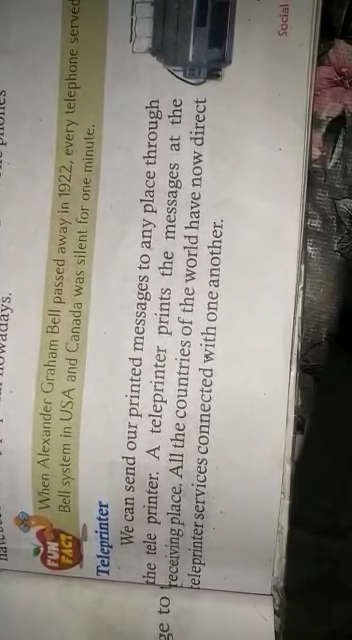 nowadays.
FUN FACT
When Alexander Graham Bell passed away in 1922, every telephone served
Bell system in USA and Canada was silent for one minute.
Teleprinter
We can send our printed messages to any place through
the tele printer. A teleprinter prints the messages at the
receiving place. All the countries of the world have now direct
teleprinter services connected with one another.
Social
ge to